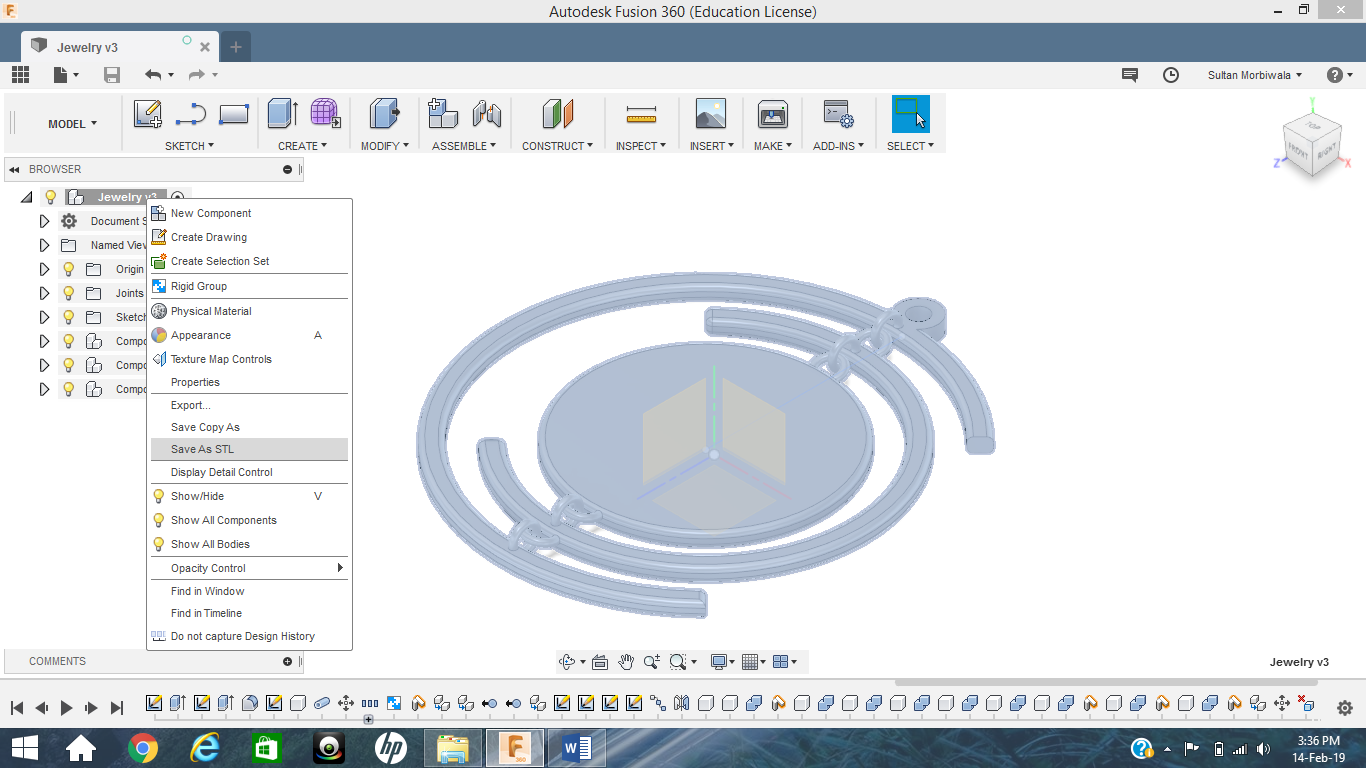 Autodesk Fusion 360 (Education License)
Jewelry v3
Sultan Morbiwala
MODEL
SKETCH
CREATE
MODIFY
ASSEMBLE
CONSTRUCT
INSPECT
INSERT
MAKE
ADD-INS
SELECT
Y
TOP
FRONT
RIGHT
Z
X
BROWSER
Jewelry v3
Document S
Named View
Origin
Joints
Sketch
Compo
Compo
Compo
New Component
Create Drawing
Create Selection Set
Rigid Group
Physical Material
Appearance A
Texture Map Controls
Properties
Export...
Save Copy As
Save As STL
Display Detail Control
Show/Hide V
Show All Components
Show All Bodies
Opacity Control
Find in Window
Find in Timeline
Do not capture Design History
COMMENTS
Jewelry v3
3:36 PM
14-Feb-19